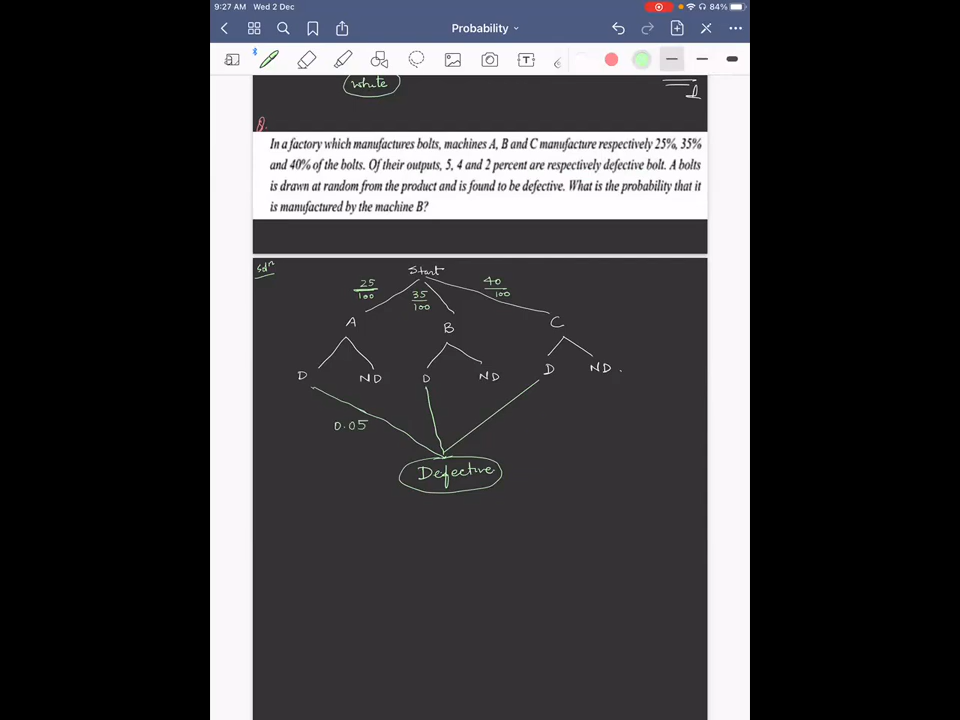 9:27 AM Wed 2 Dec 84%
Probability
T
white
1
Q.
In a factory which manufactures bolts, machines A, B and C manufacture respectively 25%, 35%
and 40% of the bolts. Of their outputs, 5, 4 and 2 percent are respectively defective bolt. A bolts
is drawn at random from the product and is found to be defective. What is the probability that it
is manufactured by the machine B?
Solⁿ
Start
25/100 35/100 40/100
A B C
D ND D ND D ND.
0.05
Defective